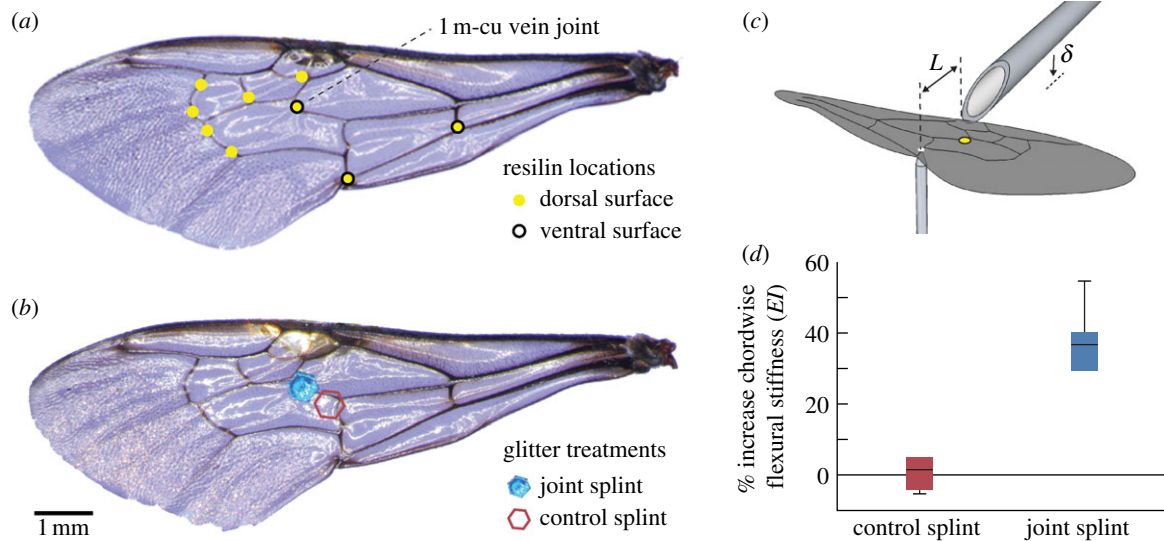 (a)
1 m-cu vein joint
resilin locations
dorsal surface
ventral surface
(b)
glitter treatments
joint splint
control splint
1 mm
(c)
L
δ
(d)
% increase chordwise
flexural stiffness (EI)
60
40
20
0
control splint
joint splint